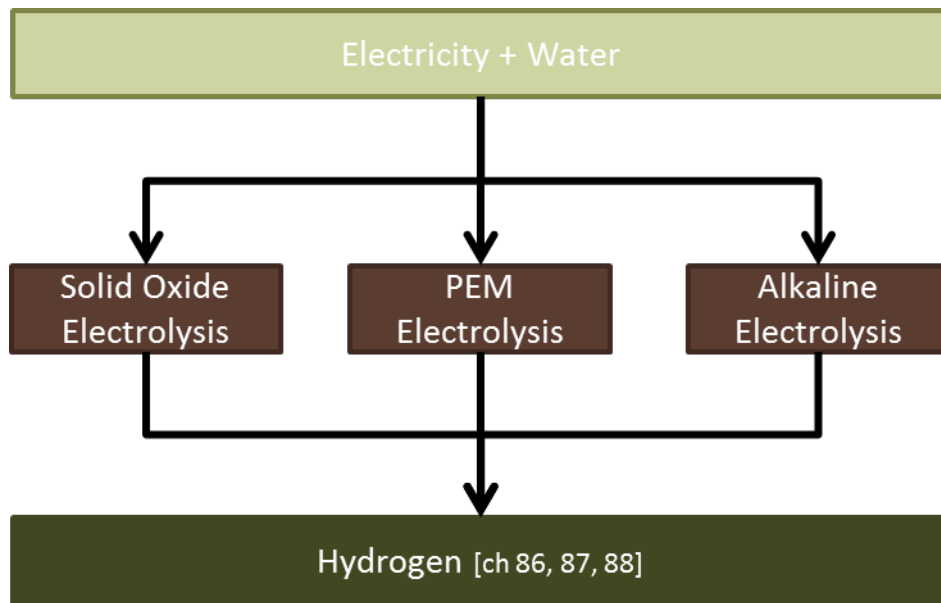 Electricity + Water
Solid Oxide
Electrolysis
PEM
Electrolysis
Alkaline
Electrolysis
Hydrogen [ch 86, 87, 88]